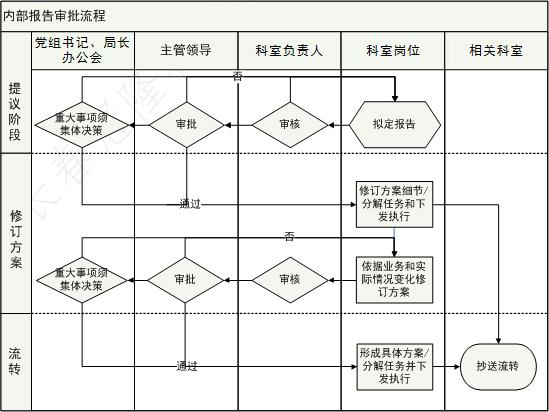 内部报告审批流程
党组书记、局长
办公会
主管领导
科室负责人
科室岗位
相关科室
提议阶段
否
重大事项须
集体决策
审批
审核
拟定报告
修订方案
通过
修订方案细节/
分解任务和下
发执行
否
重大事项须
集体决策
审批
审核
依据业务和实
际情况变化修
订方案
流转
通过
形成具体方案/
分解任务并下
发执行
抄送流转